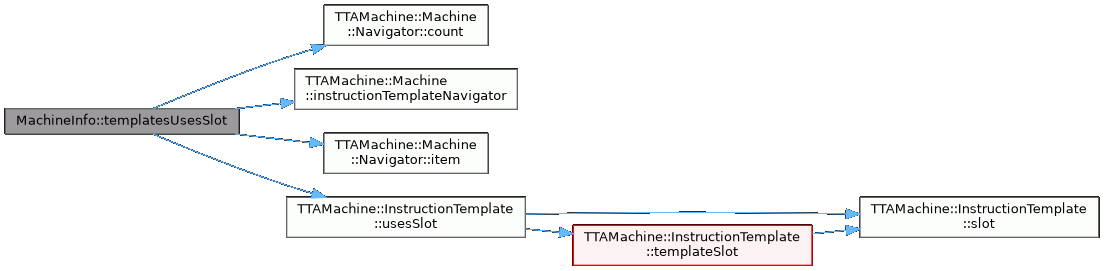 TTAMachine::Machine
::Navigator::count
TTAMachine::Machine
::instructionTemplateNavigator
MachineInfo::templatesUsesSlot
TTAMachine::Machine
::Navigator::item
TTAMachine::InstructionTemplate
::usesSlot
TTAMachine::InstructionTemplate
::templateSlot
TTAMachine::InstructionTemplate
::slot